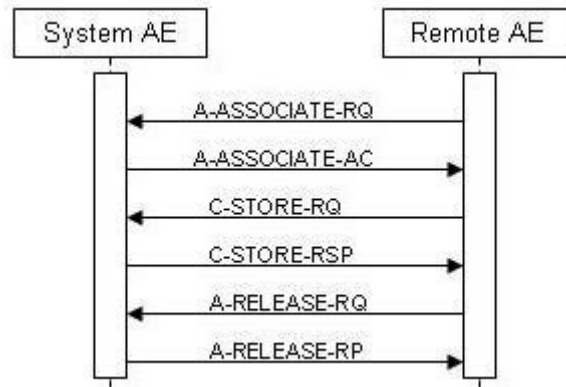 System AE
Remote AE
A-ASSOCIATE-RQ
A-ASSOCIATE-AC
C-STORE-RQ
C-STORE-RSP
A-RELEASE-RQ
A-RELEASE-RP